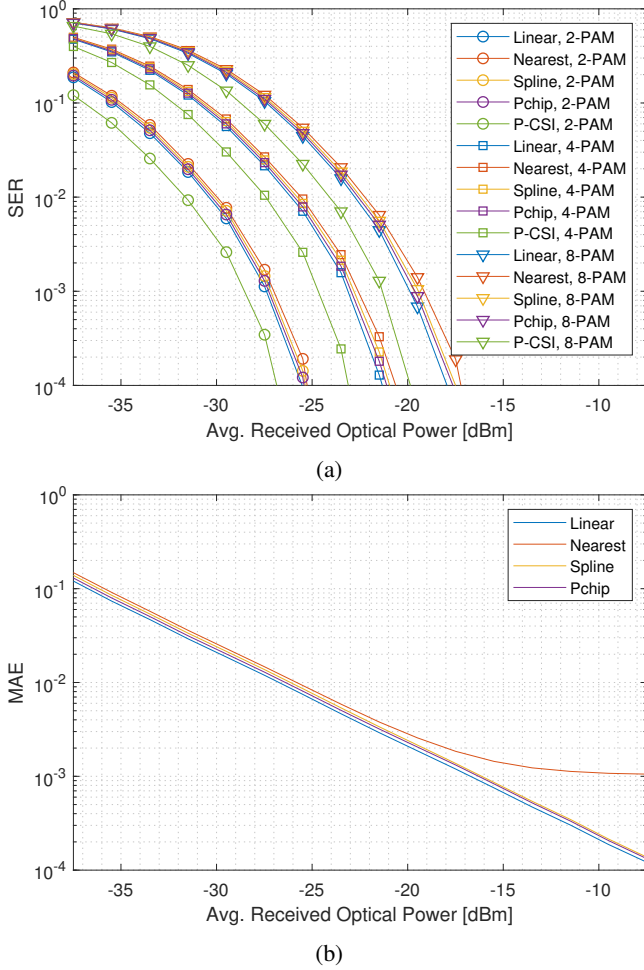 10^0
10^-1
10^-2
10^-3
10^-4
SER
Linear, 2-PAM
Nearest, 2-PAM
Spline, 2-PAM
Pchip, 2-PAM
P-CSI, 2-PAM
Linear, 4-PAM
Nearest, 4-PAM
Spline, 4-PAM
Pchip, 4-PAM
P-CSI, 4-PAM
Linear, 8-PAM
Nearest, 8-PAM
Spline, 8-PAM
Pchip, 8-PAM
P-CSI, 8-PAM
-35 -30 -25 -20 -15 -10
Avg. Received Optical Power [dBm]
(a)
10^0
10^-1
10^-2
10^-3
10^-4
MAE
Linear
Nearest
Spline
Pchip
-35 -30 -25 -20 -15 -10
Avg. Received Optical Power [dBm]
(b)